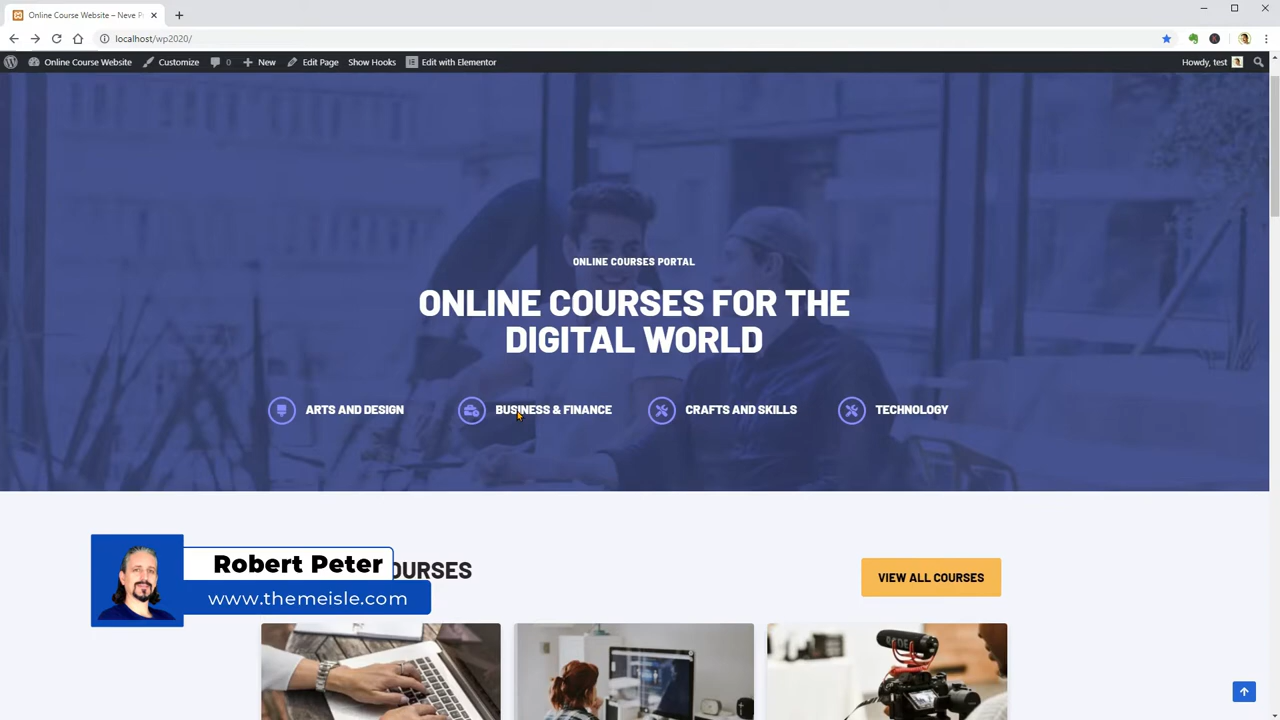 Online Course Website – Neve P
localhost/wp2020/
Online Course Website
Customize
0
New
Edit Page
Show Hooks
Edit with Elementor
Howdy, test
ONLINE COURSES PORTAL
ONLINE COURSES FOR THE
DIGITAL WORLD
ARTS AND DESIGN
BUSINESS & FINANCE
CRAFTS AND SKILLS
TECHNOLOGY
Robert Peter
OURSES
VIEW ALL COURSES
www.themeisle.com